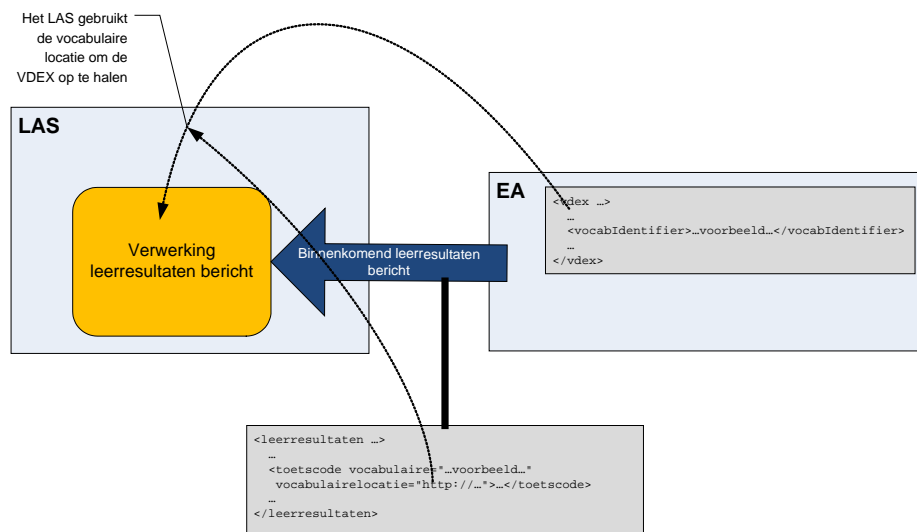 Het LAS gebruikt
de vocabulaire
locatie om de
VDEX op te halen
LAS
Verwerking
leerresultaten bericht
Binnenkomend leerresultaten
bericht
EA
<vdex …>
…
<vocabIdentifier>…voorbeeld…</vocabIdentifier>
…
</vdex>
<leerresultaten …>
…
<toetscode vocabulaire="…voorbeeld…"
vocabulairelocatie="http://…">…</toetscode>
…
</leerresultaten>